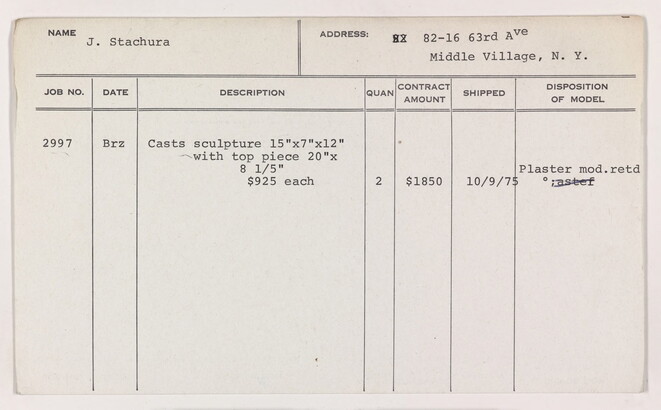 NAME J. Stachura ADDRESS: 82-16 63rd Ave
Middle Village, N. Y.
JOB NO. DATE DESCRIPTION QUAN CONTRACT AMOUNT SHIPPED DISPOSITION OF MODEL
2997 Brz Casts sculpture 15"x7"x12"
with top piece 20"x
8 1/5" Plaster mod.retd
$925 each 2 $1850 10/9/75 ;astef